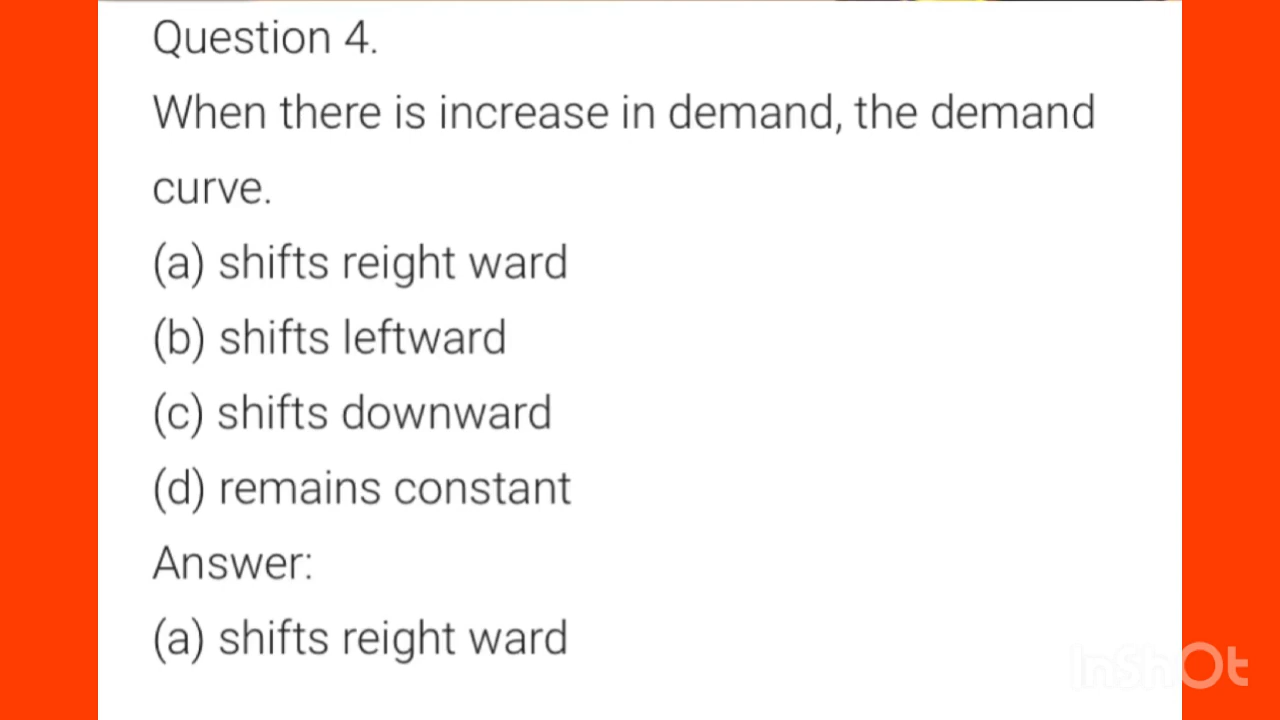 Question 4.
When there is increase in demand, the demand
curve.
(a) shifts reight ward
(b) shifts leftward
(c) shifts downward
(d) remains constant
Answer:
(a) shifts reight ward
InShOt